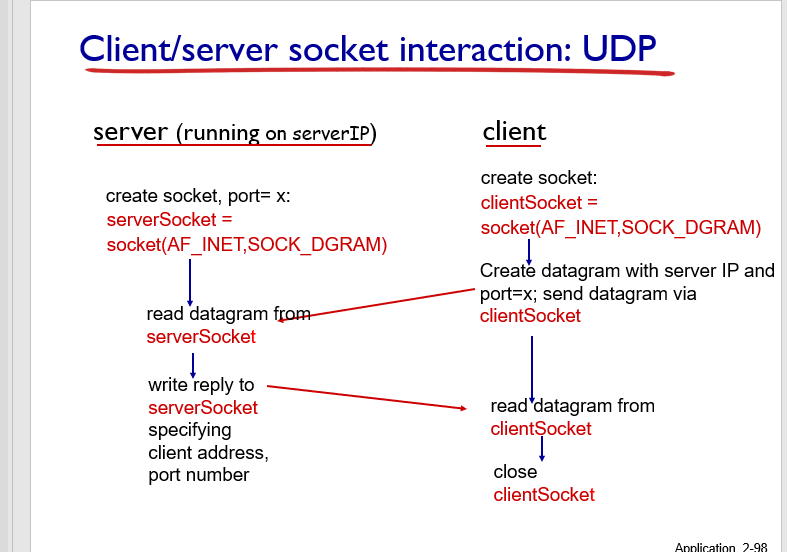 Client/server socket interaction: UDP
server (running on serverIP)
create socket, port= x:
serverSocket =
socket(AF_INET,SOCK_DGRAM)
read datagram from
serverSocket
write reply to
serverSocket
specifying
client address,
port number
client
create socket:
clientSocket =
socket(AF_INET,SOCK_DGRAM)
Create datagram with server IP and
port=x; send datagram via
clientSocket
read datagram from
clientSocket
close
clientSocket
Application 2-98